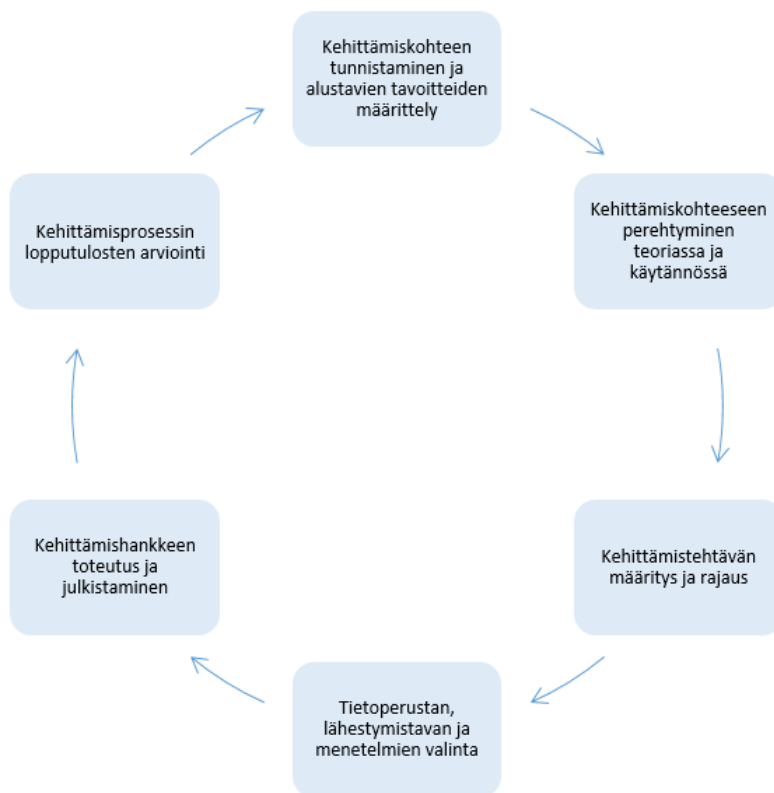 Kehittämiskohteen
tunnistaminen ja
alustavien tavoitteiden
määrittely
Kehittämiskohteeseen
perehtyminen
teoriassa ja
käytännössä
Kehittämistehtävän
määritys ja rajaus
Tietoperustan,
lähestymistavan ja
menetelmien valinta
Kehittämishankkeen
toteutus ja
julkistaminen
Kehittämisprosessin
lopputulosten arviointi